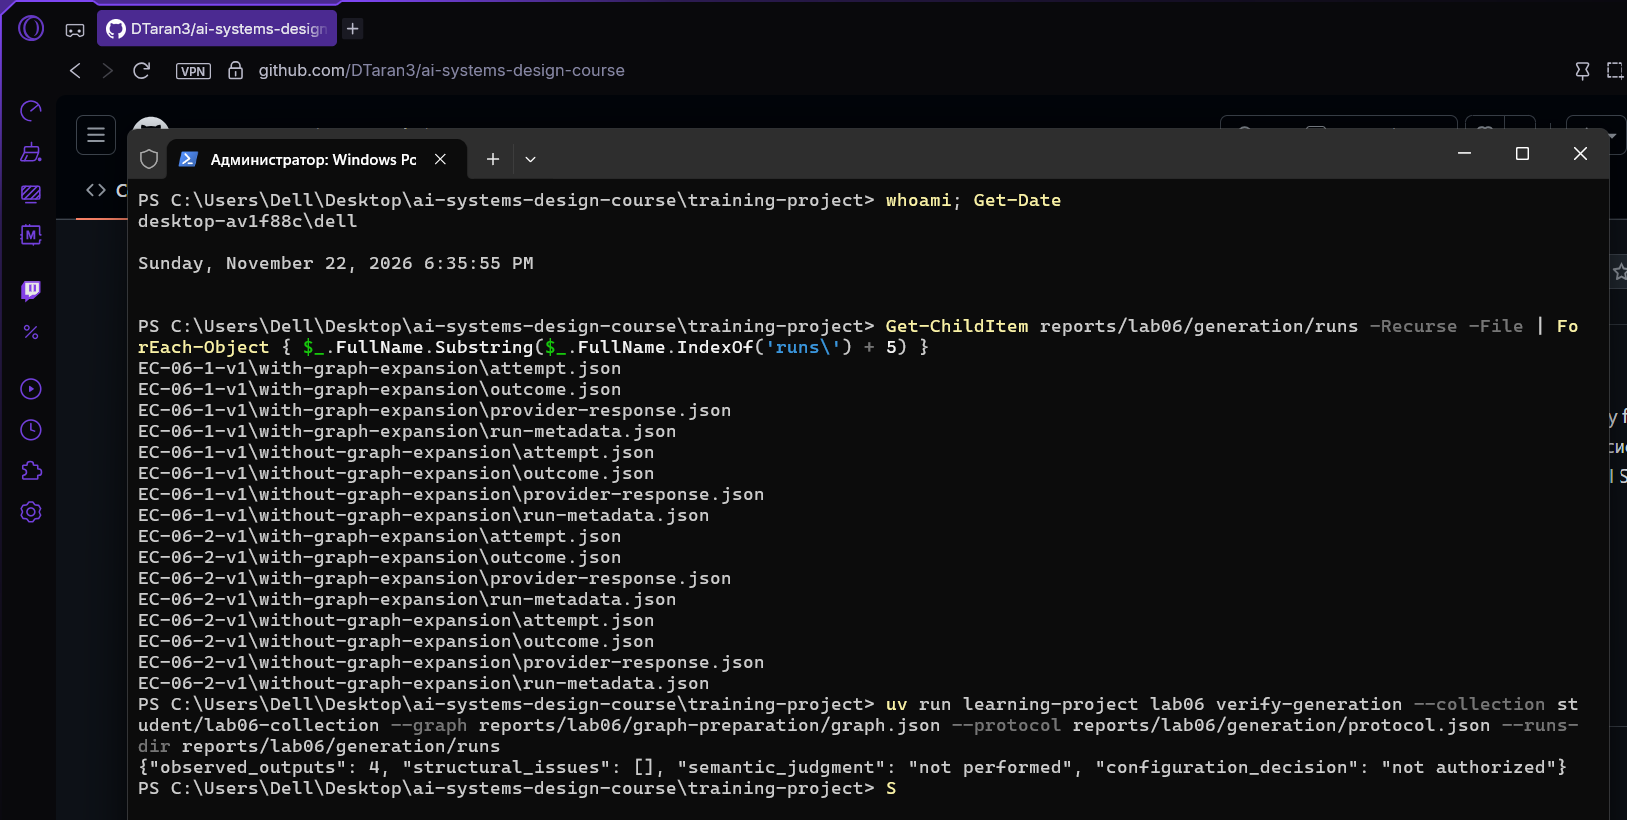 DTaran3/ai-systems-design
VPN
github.com/DTaran3/ai-systems-design-course
Администратор: Windows Pc
PS C:\Users\Dell\Desktop\ai-systems-design-course\training-project> whoami; Get-Date
desktop-av1f88c\dell
Sunday, November 22, 2026 6:35:55 PM
PS C:\Users\Dell\Desktop\ai-systems-design-course\training-project> Get-ChildItem reports/lab06/generation/runs -Recurse -File | Fo
rEach-Object { $_.FullName.Substring($_.FullName.IndexOf('runs\') + 5) }
EC-06-1-v1\with-graph-expansion\attempt.json
EC-06-1-v1\with-graph-expansion\outcome.json
EC-06-1-v1\with-graph-expansion\provider-response.json
EC-06-1-v1\with-graph-expansion\run-metadata.json
EC-06-1-v1\without-graph-expansion\attempt.json
EC-06-1-v1\without-graph-expansion\outcome.json
EC-06-1-v1\without-graph-expansion\provider-response.json
EC-06-1-v1\without-graph-expansion\run-metadata.json
EC-06-2-v1\with-graph-expansion\attempt.json
EC-06-2-v1\with-graph-expansion\outcome.json
EC-06-2-v1\with-graph-expansion\provider-response.json
EC-06-2-v1\with-graph-expansion\run-metadata.json
EC-06-2-v1\without-graph-expansion\attempt.json
EC-06-2-v1\without-graph-expansion\outcome.json
EC-06-2-v1\without-graph-expansion\provider-response.json
EC-06-2-v1\without-graph-expansion\run-metadata.json
PS C:\Users\Dell\Desktop\ai-systems-design-course\training-project> uv run learning-project lab06 verify-generation --collection st
udent/lab06-collection --graph reports/lab06/graph-preparation/graph.json --protocol reports/lab06/generation/protocol.json --runs-
dir reports/lab06/generation/runs
{"observed_outputs": 4, "structural_issues": [], "semantic_judgment": "not performed", "configuration_decision": "not authorized"}
PS C:\Users\Dell\Desktop\ai-systems-design-course\training-project> S